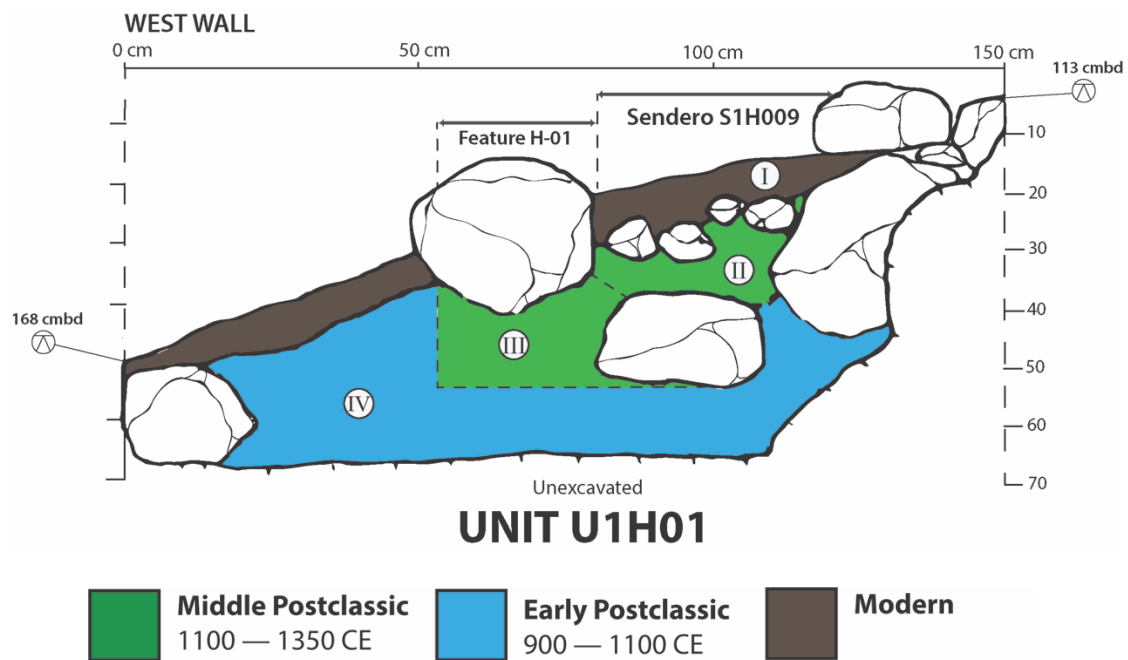 WEST WALL
0 cm
50 cm
100 cm
150 cm
113 cmbd
Feature H-01
Sendero S1H009
10
I
20
30
II
40
168 cmbd
III
50
IV
60
70
Unexcavated
UNIT U1H01
Middle Postclassic
1100 — 1350 CE
Early Postclassic
900 — 1100 CE
Modern